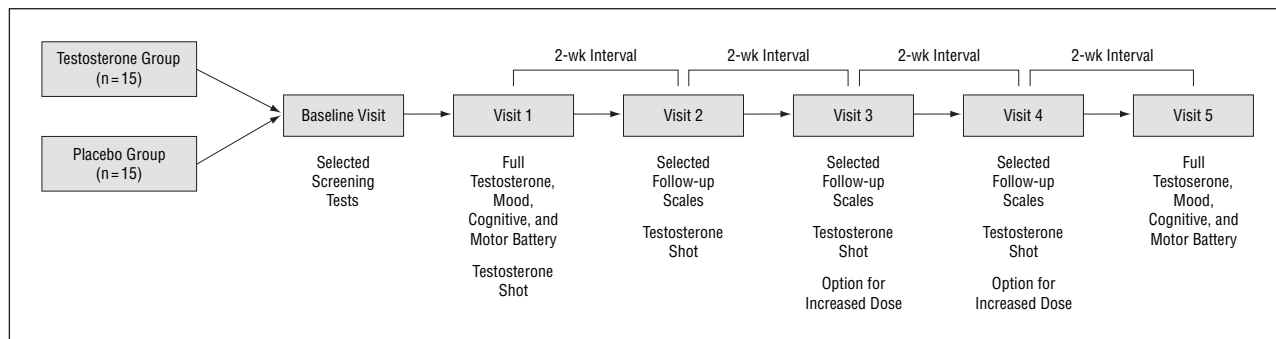 Testosterone Group
(n=15)
Placebo Group
(n=15)
Baseline Visit
Selected
Screening
Tests
2-wk Interval
2-wk Interval
2-wk Interval
2-wk Interval
Visit 1
Full
Testosterone,
Mood,
Cognitive, and
Motor Battery
Testosterone
Shot
Visit 2
Selected
Follow-up
Scales
Testosterone
Shot
Visit 3
Selected
Follow-up
Scales
Testosterone
Shot
Option for
Increased Dose
Visit 4
Selected
Follow-up
Scales
Testosterone
Shot
Option for
Increased Dose
Visit 5
Full
Testoserone,
Mood,
Cognitive, and
Motor Battery